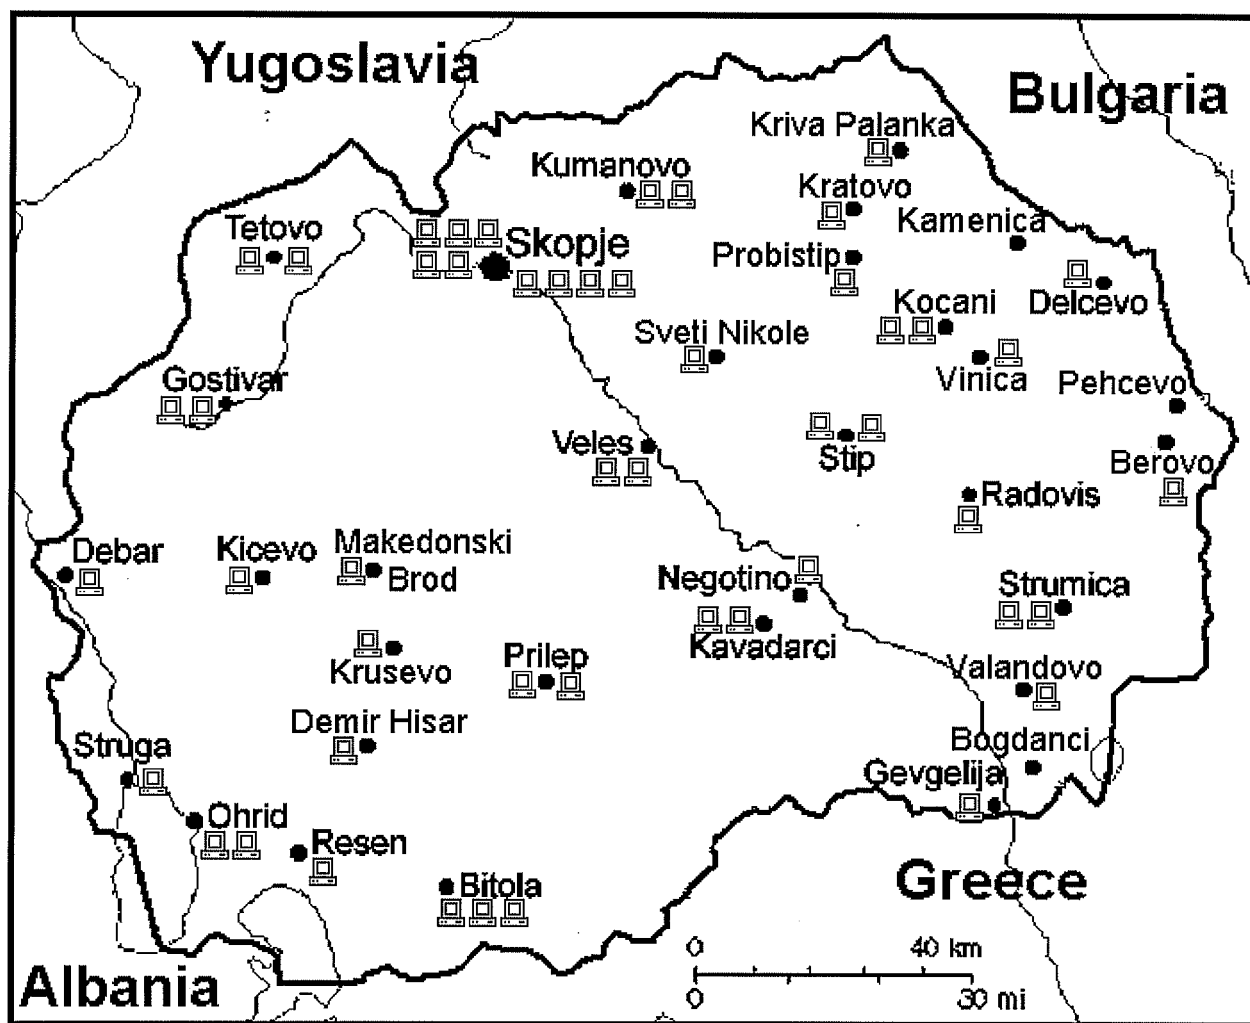 Yugoslavia
Bulgaria
Kriva Palanka
Kumanovo
Kratovo
Kamenica
Tetovo
Skopje
Probistip
Delcevo
Kocani
Sveti Nikole
Vinica
Pehcevo
Gostivar
Veles
Stip
Berovo
Radovis
Debar
Kicevo
Makedonski
Brod
Negotino
Strumica
Kavadarci
Krusevo
Prilep
Valandovo
Demir Hisar
Bogdanci
Struga
Gevgelija
Ohrid
Resen
Bitola
Greece
Albania
0 40 km
0 30 mi